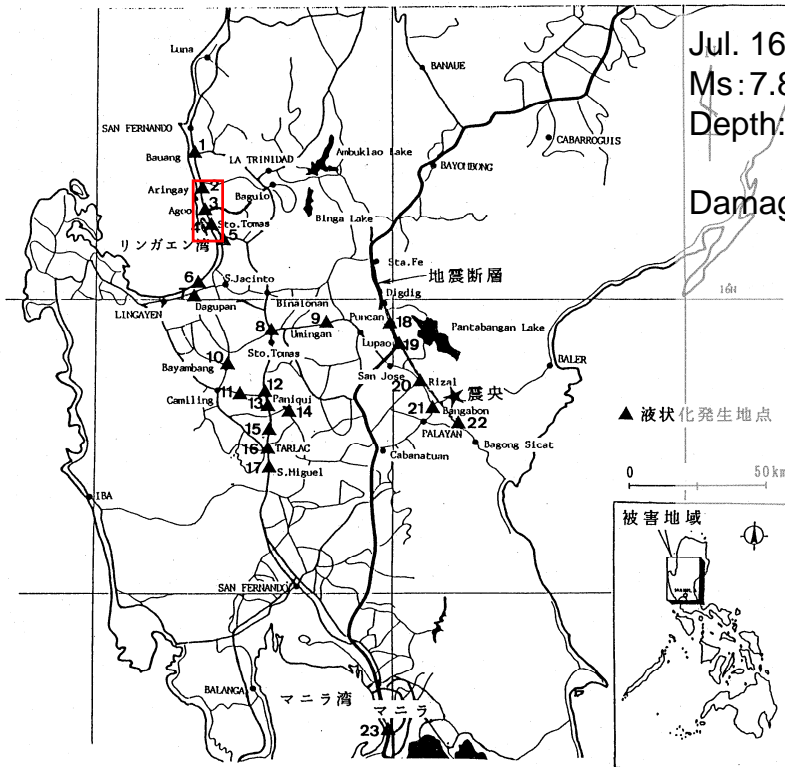 Jul. 16
Ms:7.8
Depth:
Damag
Luna
BANAUE
SAN FERNANDO
CABARROGUIS
1
Bauang
LA TRINIDAD
Ambuklao Lake
BAYOMBONG
Aringay
2
Baguio
3
Agoo
Binga Lake
4
Sto.Tomas
5
リンガエン湾
Sta.Fe
地震断層
6
S.Jacinto
7
Dagupan
Digdig
16N
LINGAYEN
Binalonan
8
9
Umingan
Puncan
18
Pantabangan Lake
Lupao
19
Sto.Tomas
10
Bayambang
San Jose
BALER
20
Rizal
震央
Camiling
11
12
13
Paniqui
14
21
Bangabon
22
▲ 液状化発生地点
15
PALAYAN
Bagong Sicat
16
TARLAC
Cabanatuan
17
S.Miguel
0 50km
IBA
被害地域
SAN FERNANDO
BALANGA
マニラ湾
マニラ
23